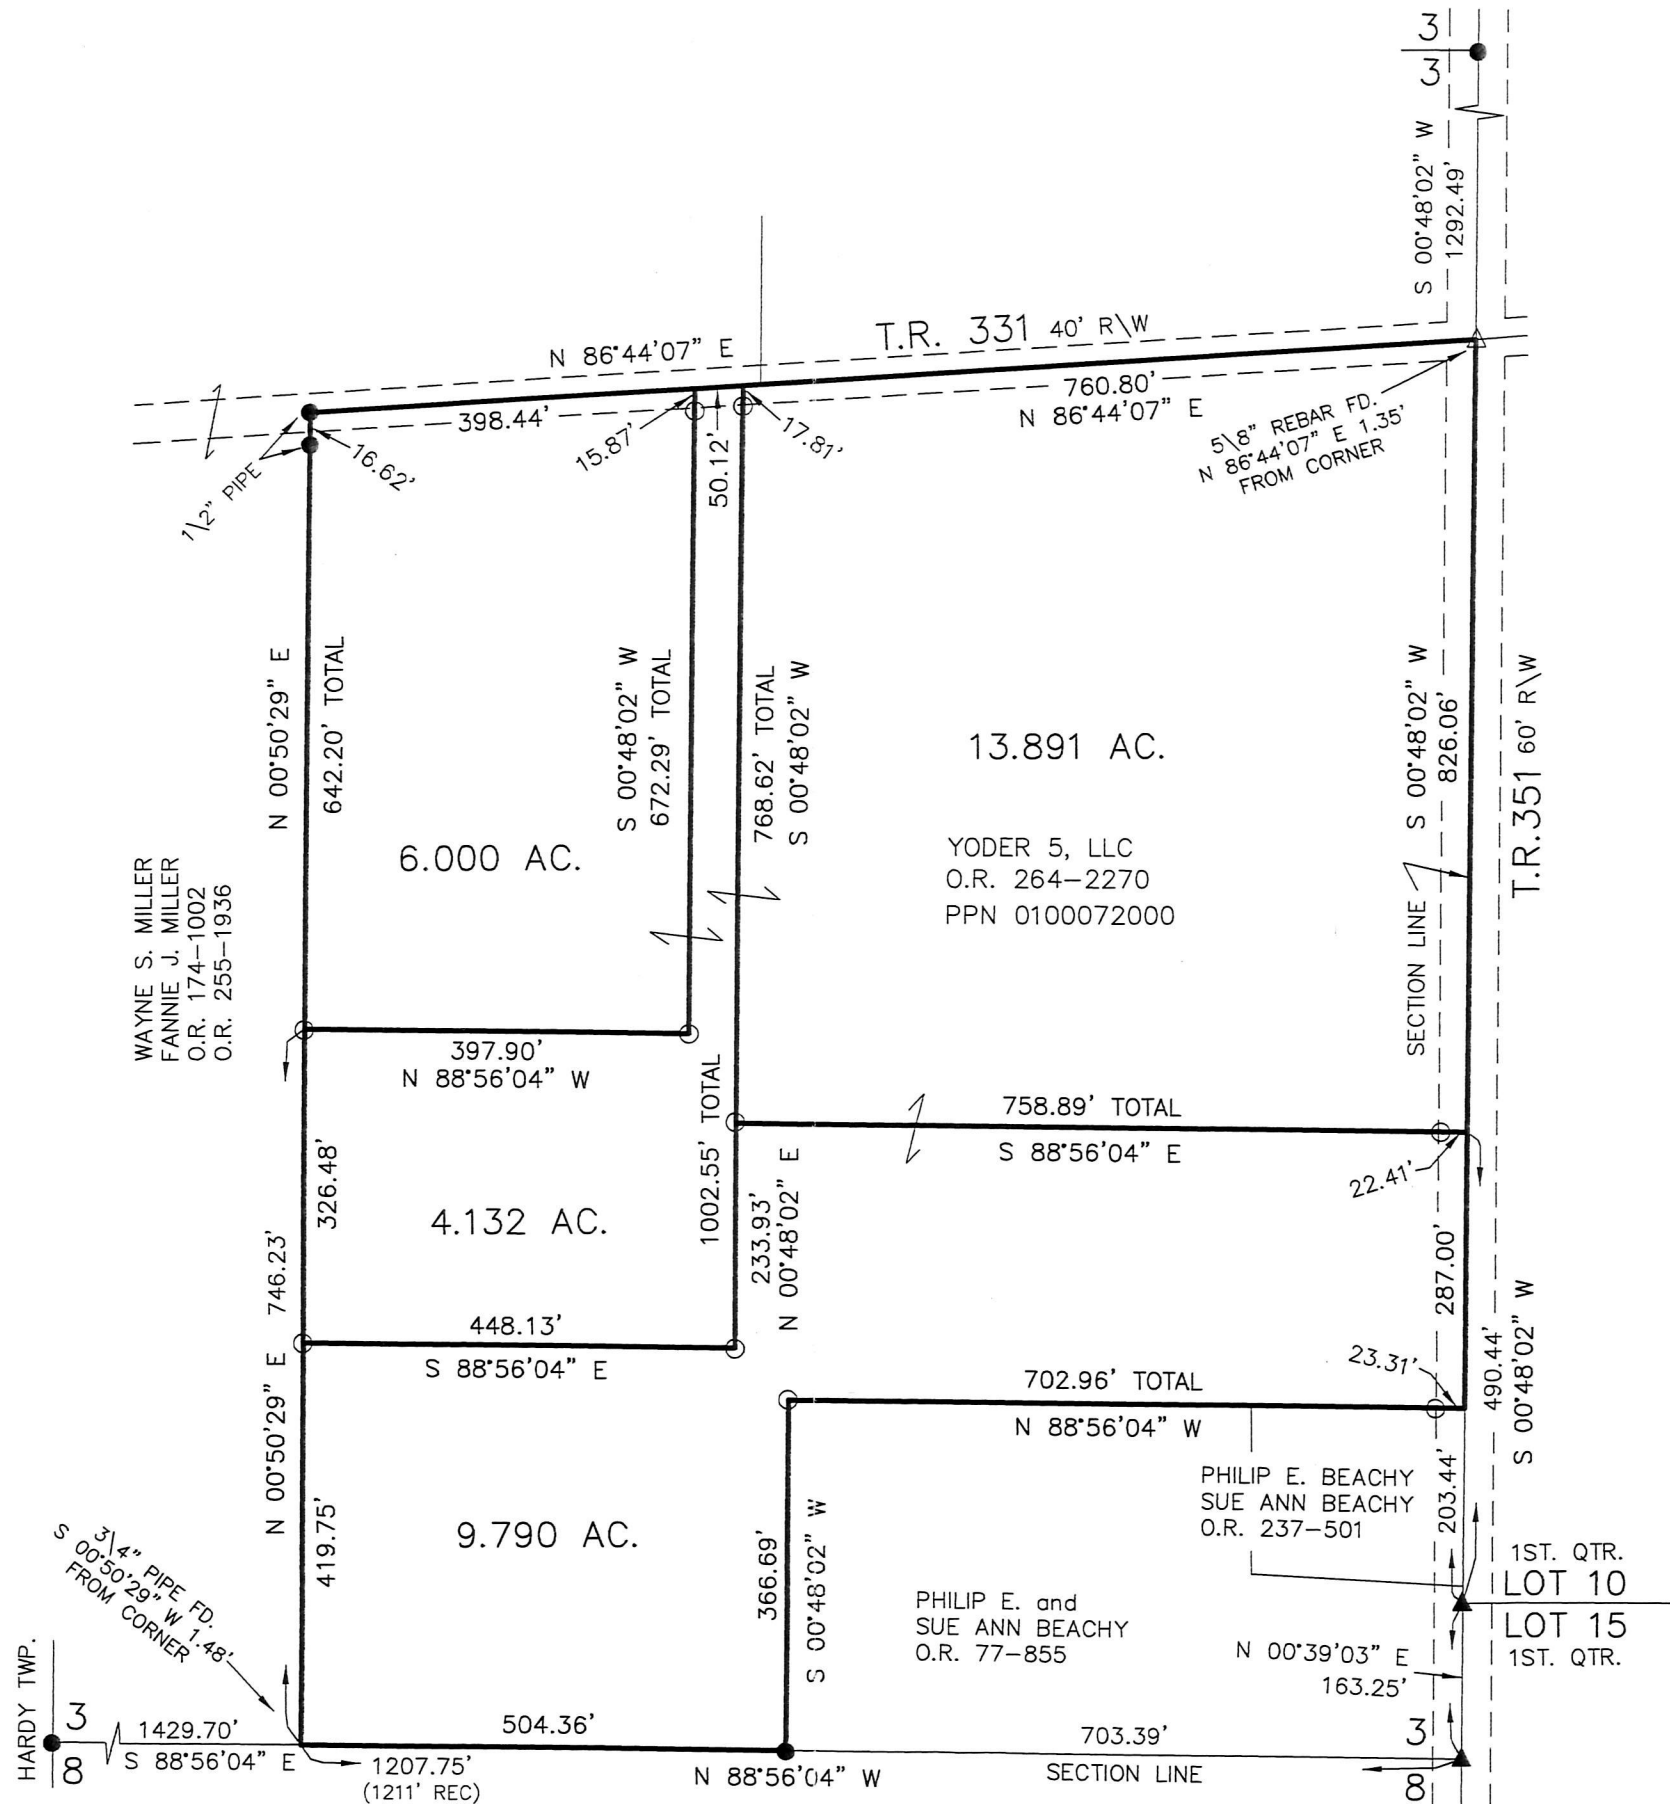 3
3
S 00°48'02" W
1292.49'
T.R. 331 40' R\W
N 86°44'07" E
398.44'
15.87'
50.12'
17.81'
760.80'
N 86°44'07" E
5\8" REBAR FD.
N 86°44'07" E 1.35'
FROM CORNER
16.62'
1\2" PIPE
N 00°50'29" E
642.20' TOTAL
S 00°48'02" W
672.29' TOTAL
768.62' TOTAL
S 00°48'02" W
13.891 AC.
S 00°48'02" W
826.06'
T.R.351 60' R\W
6.000 AC.
YODER 5, LLC
O.R. 264-2270
PPN 0100072000
WAYNE S. MILLER
FANNIE J. MILLER
O.R. 174-1002
O.R. 255-1936
SECTION LINE
397.90'
N 88°56'04" W
1002.55' TOTAL
758.89' TOTAL
S 88°56'04" E
22.41'
326.48'
4.132 AC.
233.93'
N 00°48'02" E
746.23'
N 00°50'29" E
287.00'
448.13'
S 88°56'04" E
23.31'
490.44'
S 00°48'02" W
702.96' TOTAL
N 88°56'04" W
203.44'
PHILIP E. BEACHY
SUE ANN BEACHY
O.R. 237-501
419.75'
9.790 AC.
366.69'
S 00°48'02" W
3\4" PIPE FD.
S 00°50'29" W 1.48'
FROM CORNER
1ST. QTR.
LOT 10
LOT 15
1ST. QTR.
PHILIP E. and
SUE ANN BEACHY
O.R. 77-855
N 00°39'03" E
163.25'
HARDY TWP.
3
8
1429.70'
S 88°56'04" E
504.36'
1207.75'
(1211' REC)
N 88°56'04" W
703.39'
SECTION LINE
3
8